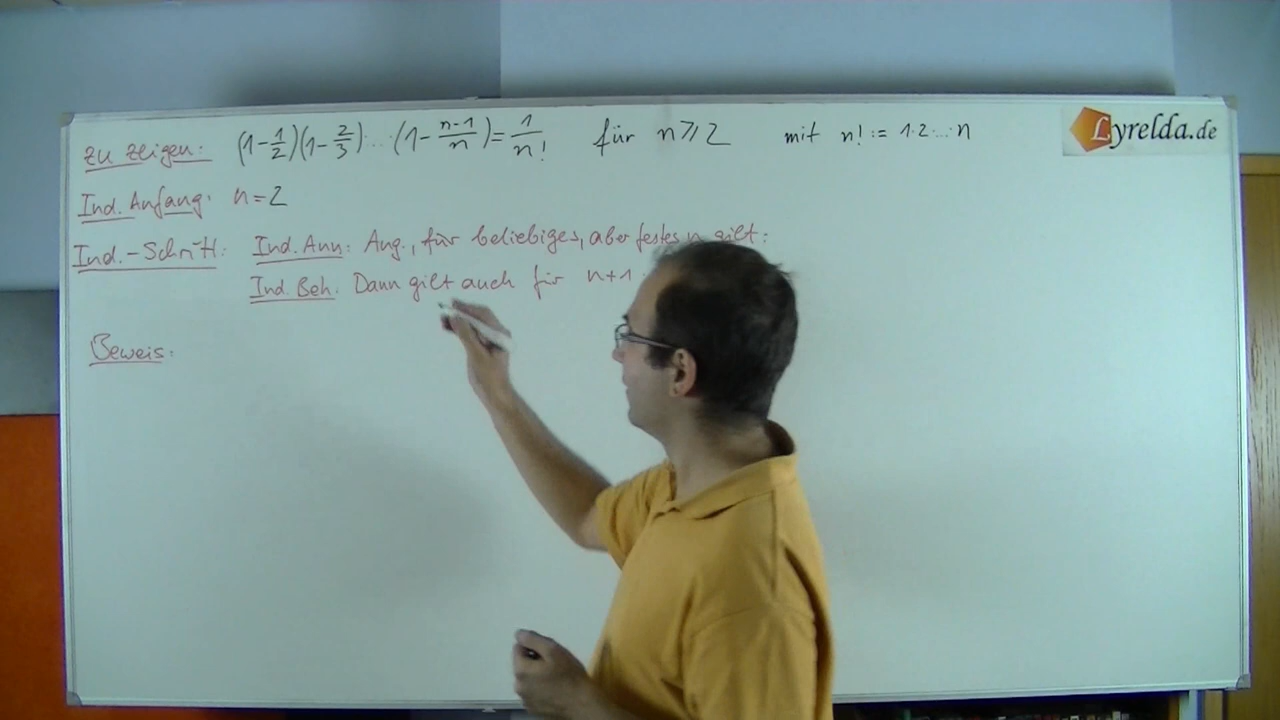 zu zeigen: (1-1/2)(1-2/3)...(1-(n-1)/n)=1/n! für n≥2 mit n! := 1·2·...·n
Lyrelda.de
Ind. Anfang: n=2
Ind.-Schritt: Ind. Ann: Ang., für beliebiges, aber festes n gilt:
Ind. Beh. Dann gilt auch für n+1
Beweis: